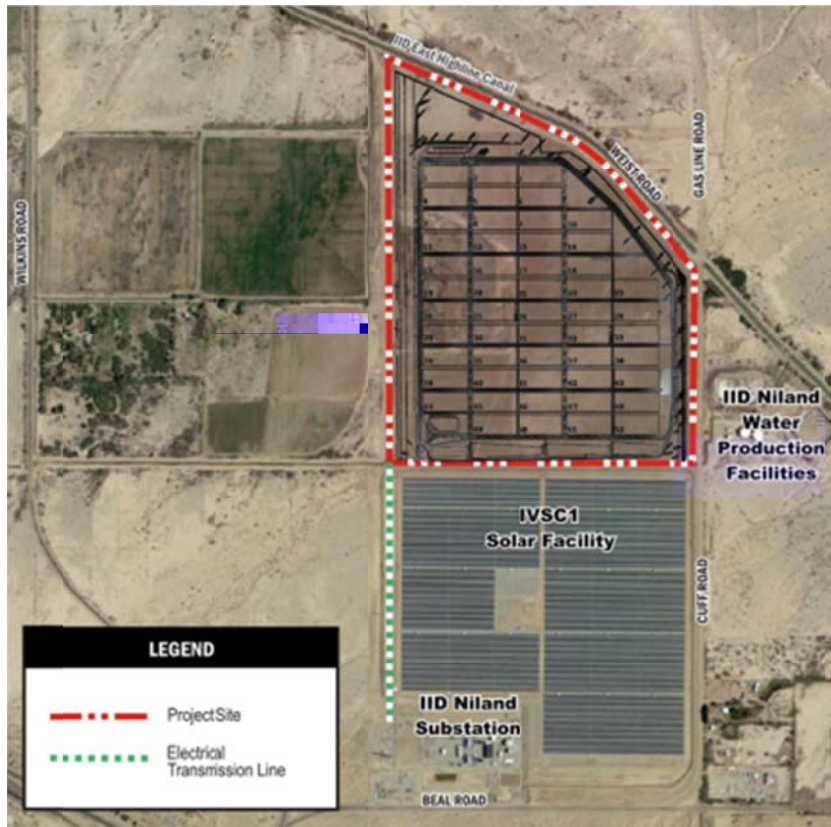 IID East Highline Canal
WEIST ROAD
GAS LINE ROAD
WILKINS ROAD
IID Niland
Water
Production
Facilities
IVSC1
Solar Facility
CUFF ROAD
LEGEND
Project Site
Electrical
Transmission Line
IID Niland
Substation
BEAL ROAD